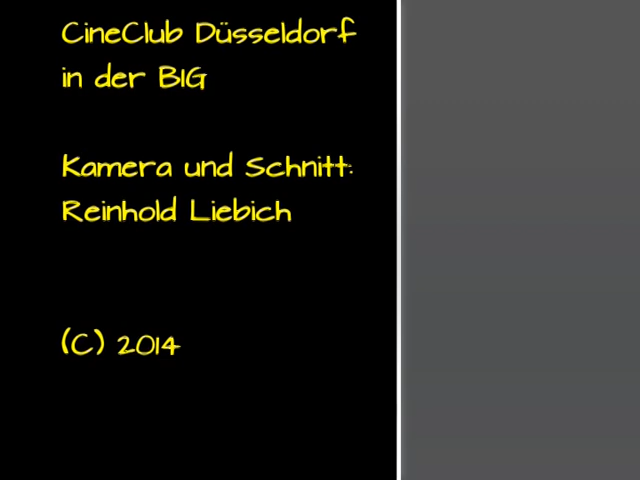 CineClub Düsseldorf
in der BIG
Kamera und Schnitt:
Reinhold Liebich
(C) 2014